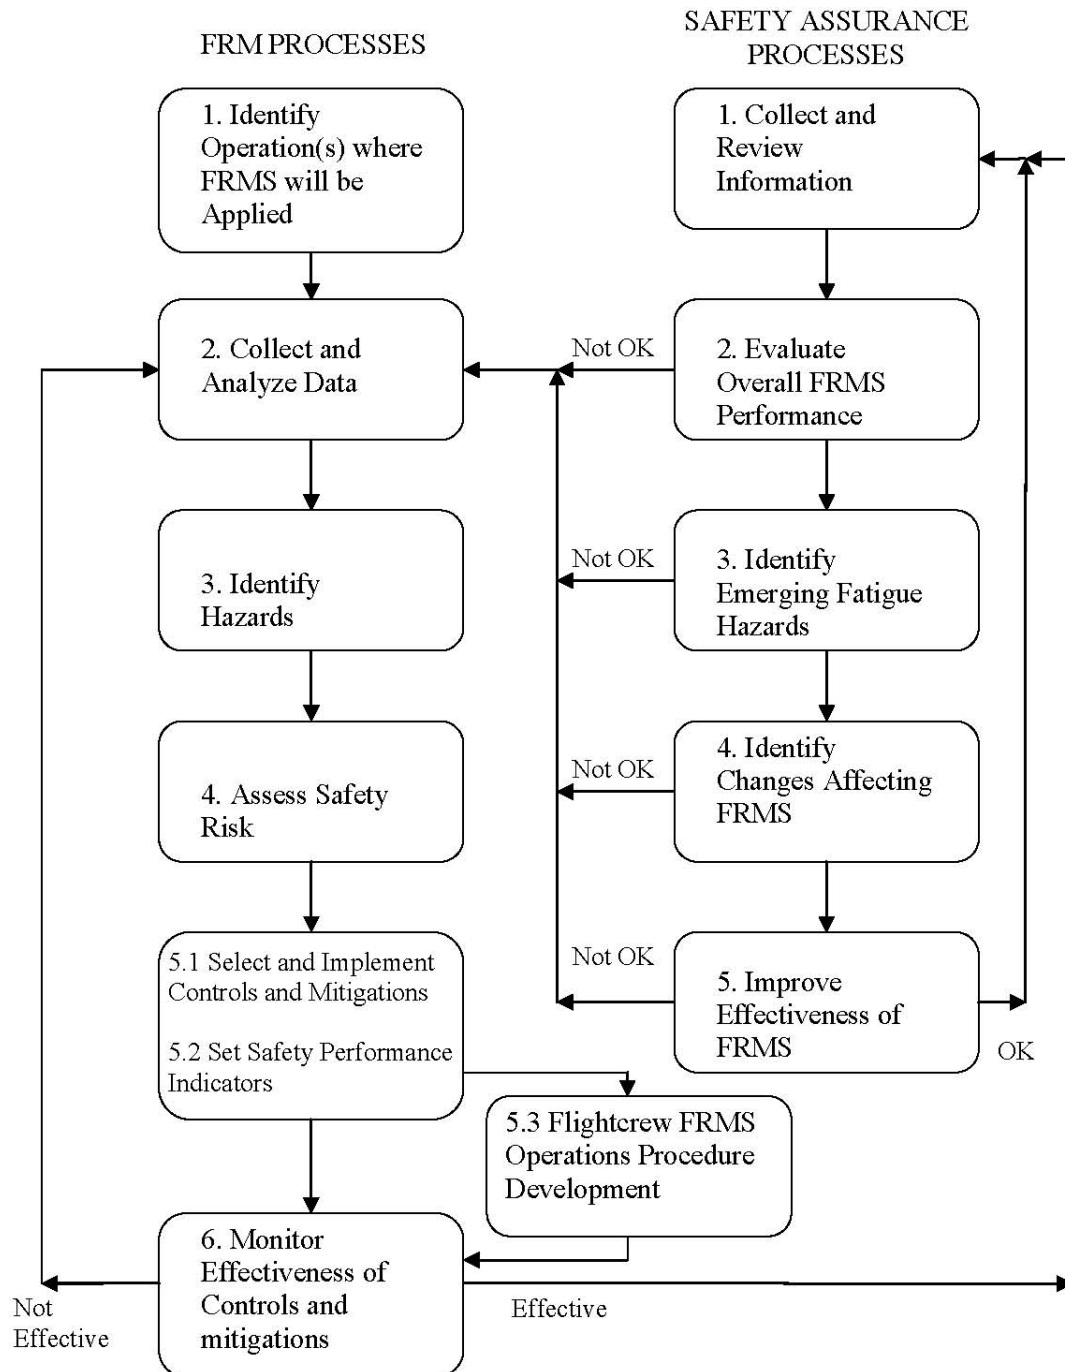 FRM PROCESSES
SAFETY ASSURANCE
PROCESSES
1. Identify
Operation(s) where
FRMS will be
Applied
1. Collect and
Review
Information
2. Collect and
Analyze Data
Not OK
2. Evaluate
Overall FRMS
Performance
3. Identify
Hazards
Not OK
3. Identify
Emerging Fatigue
Hazards
4. Assess Safety
Risk
Not OK
4. Identify
Changes Affecting
FRMS
5.1 Select and Implement
Controls and Mitigations
5.2 Set Safety Performance
Indicators
Not OK
5. Improve
Effectiveness of
FRMS
OK
5.3 Flightcrew FRMS
Operations Procedure
Development
6. Monitor
Effectiveness of
Controls and
mitigations
Not
Effective
Effective